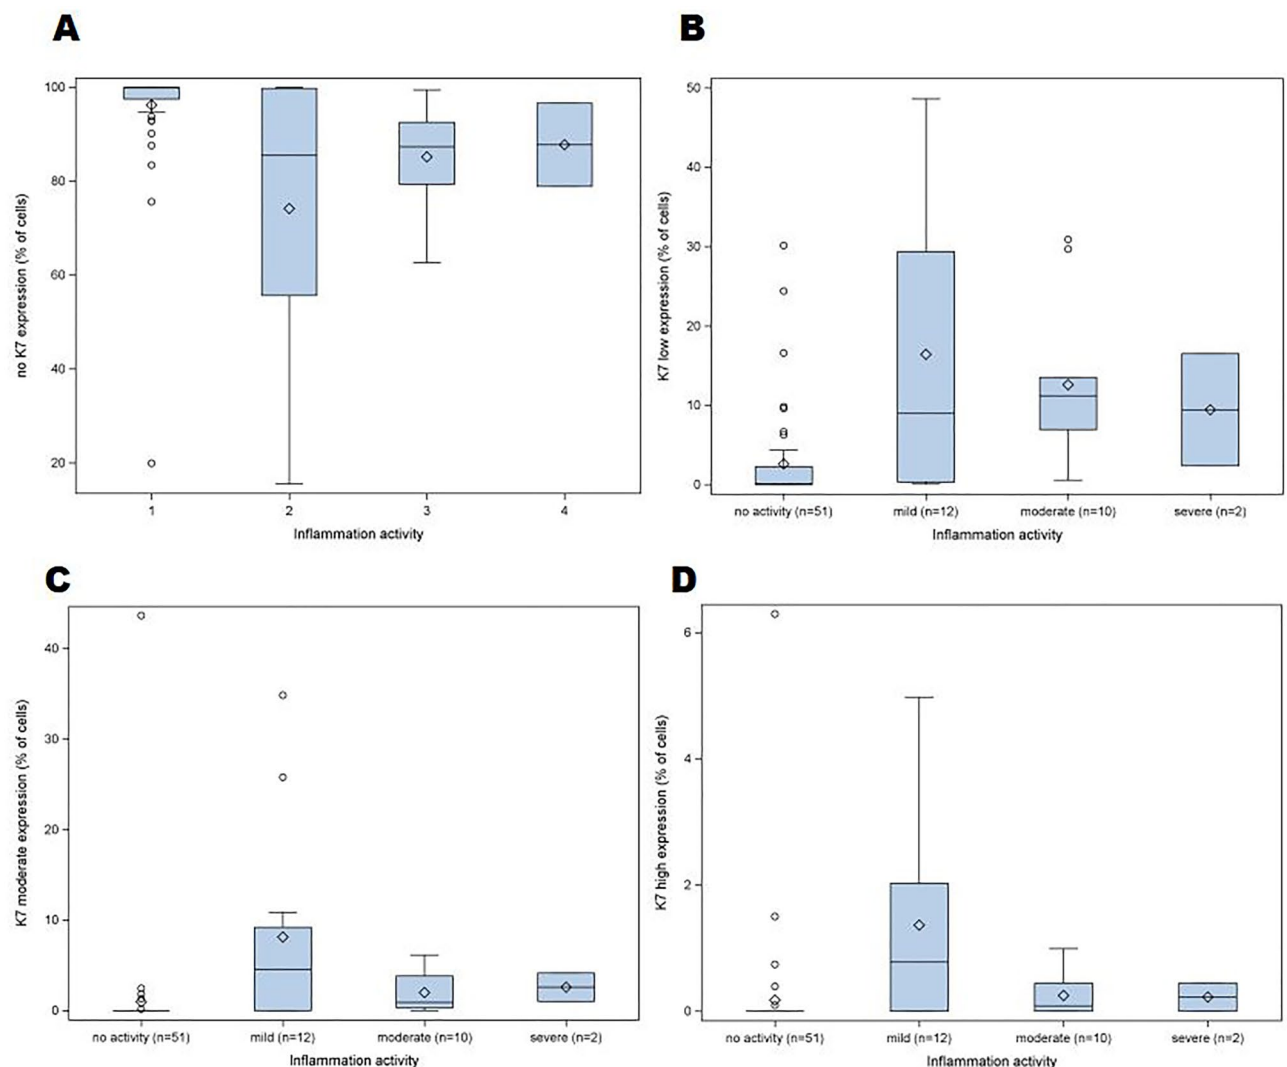 A
100
80
60
40
20
no K7 expression (% of cells)
1 2 3 4
Inflammation activity
B
50
40
30
20
10
0
K7 low expression (% of cells)
no activity (n=51) mild (n=12) moderate (n=10) severe (n=2)
Inflammation activity
C
40
30
20
10
0
K7 moderate expression (% of cells)
no activity (n=51) mild (n=12) moderate (n=10) severe (n=2)
Inflammation activity
D
6
4
2
0
K7 high expression (% of cells)
no activity (n=51) mild (n=12) moderate (n=10) severe (n=2)
Inflammation activity